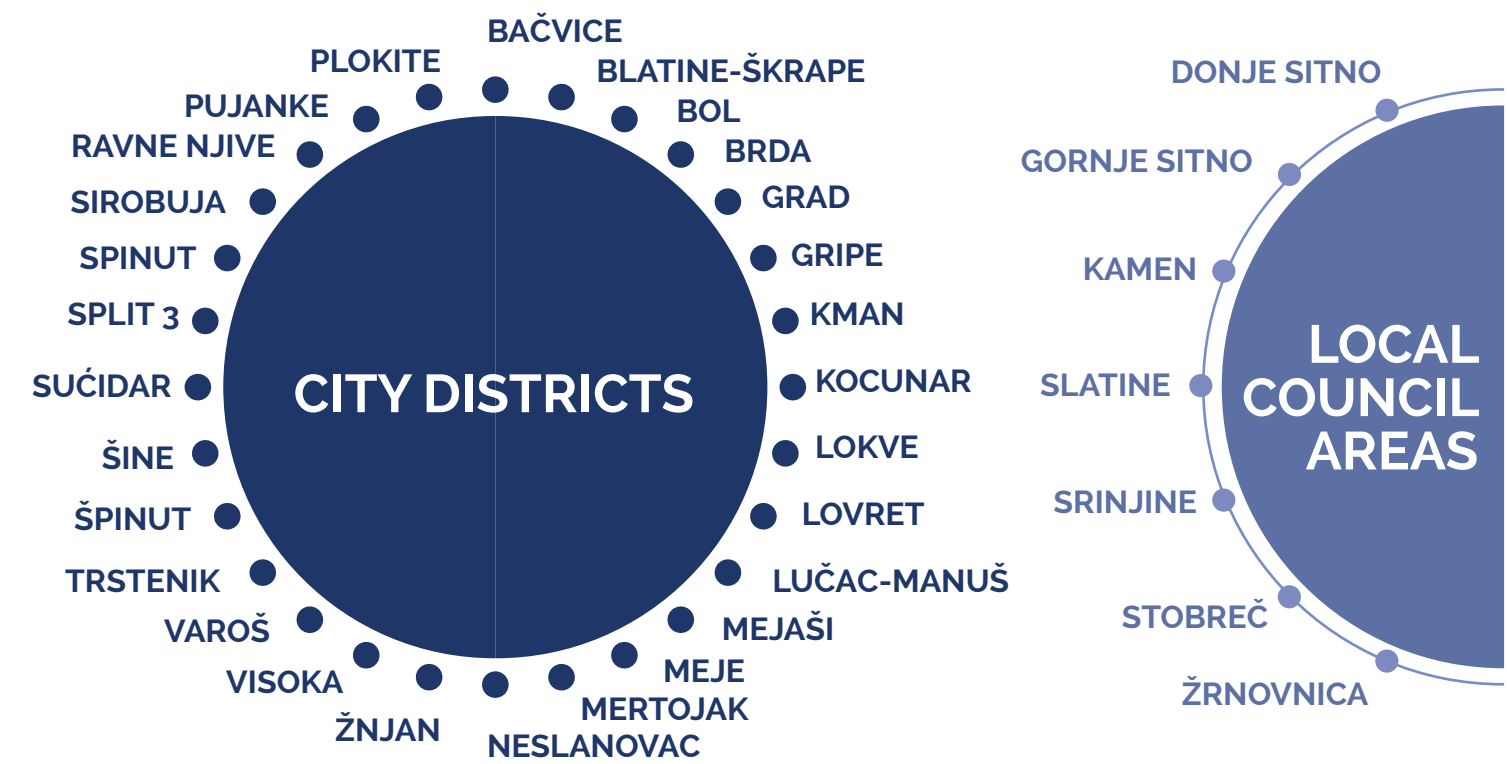 BAČVICE
BLATINE-ŠKRAPE
BOL
BRDA
GRAD
GRIPE
KMAN
KOCUNAR
LOKVE
LOVRET
LUČAC-MANUŠ
MEJAŠI
MEJE
MERTOJAK
NESLANOVAC
PLOKITE
PUJANKE
RAVNE NJIVE
SIROBUJA
SPINUT
SPLIT 3
SUĆIDAR
ŠINE
ŠPINUT
TRSTENIK
VAROŠ
VISOKA
ŽNJAN
CITY DISTRICTS
DONJE SITNO
GORNJE SITNO
KAMEN
SLATINE
SRINJINE
STOBREČ
ŽRNOVNICA
LOCAL
COUNCIL
AREAS